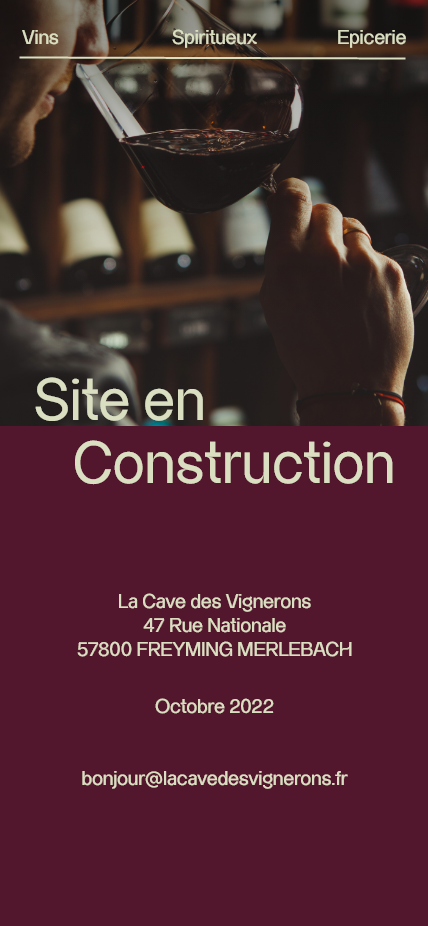 Vins Spiritueux Epicerie
Site en
Construction
La Cave des Vignerons
47 Rue Nationale
57800 FREYMING MERLEBACH
Octobre 2022
bonjour@lacavedesvignerons.fr